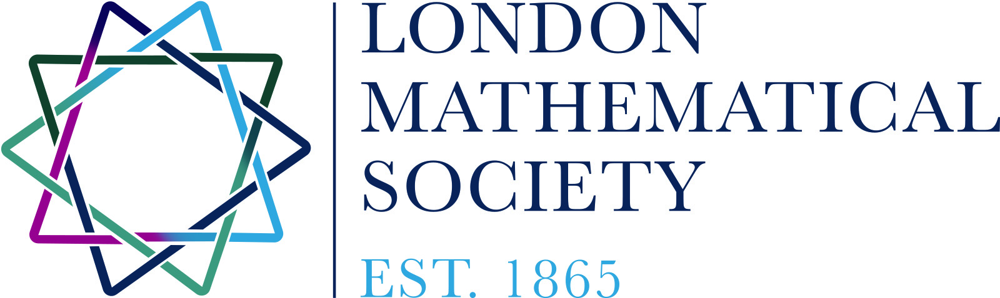 LONDON
MATHEMATICAL
SOCIETY
EST. 1865